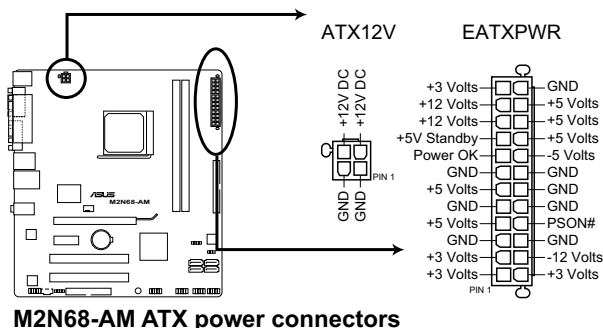 ATX12V
EATXPWR
+12V DC
+12V DC
GND
GND
PIN 1
+3 Volts
GND
+12 Volts
+5 Volts
+12 Volts
+5 Volts
+5V Standby
+5 Volts
Power OK
-5 Volts
GND
GND
+5 Volts
GND
GND
GND
+5 Volts
PSON#
GND
GND
+3 Volts
-12 Volts
+3 Volts
+3 Volts
PIN 1
ASUS
M2N68-AM
M2N68-AM ATX power connectors